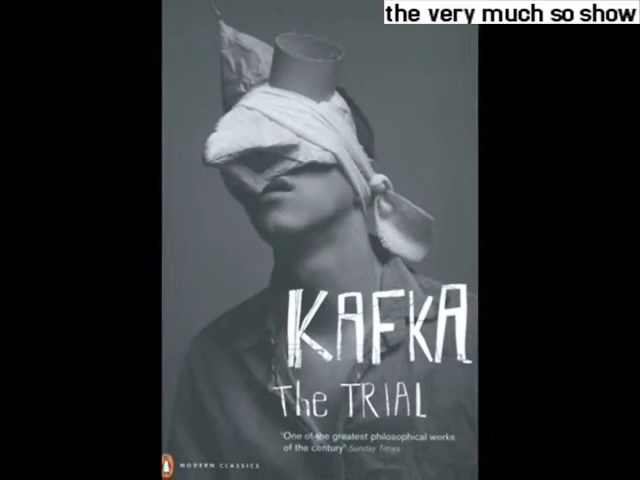 the very much so show
KAFKA
The TRIAL
'One of the greatest philosophical works
of the century' Sunday Times
MODERN CLASSICS